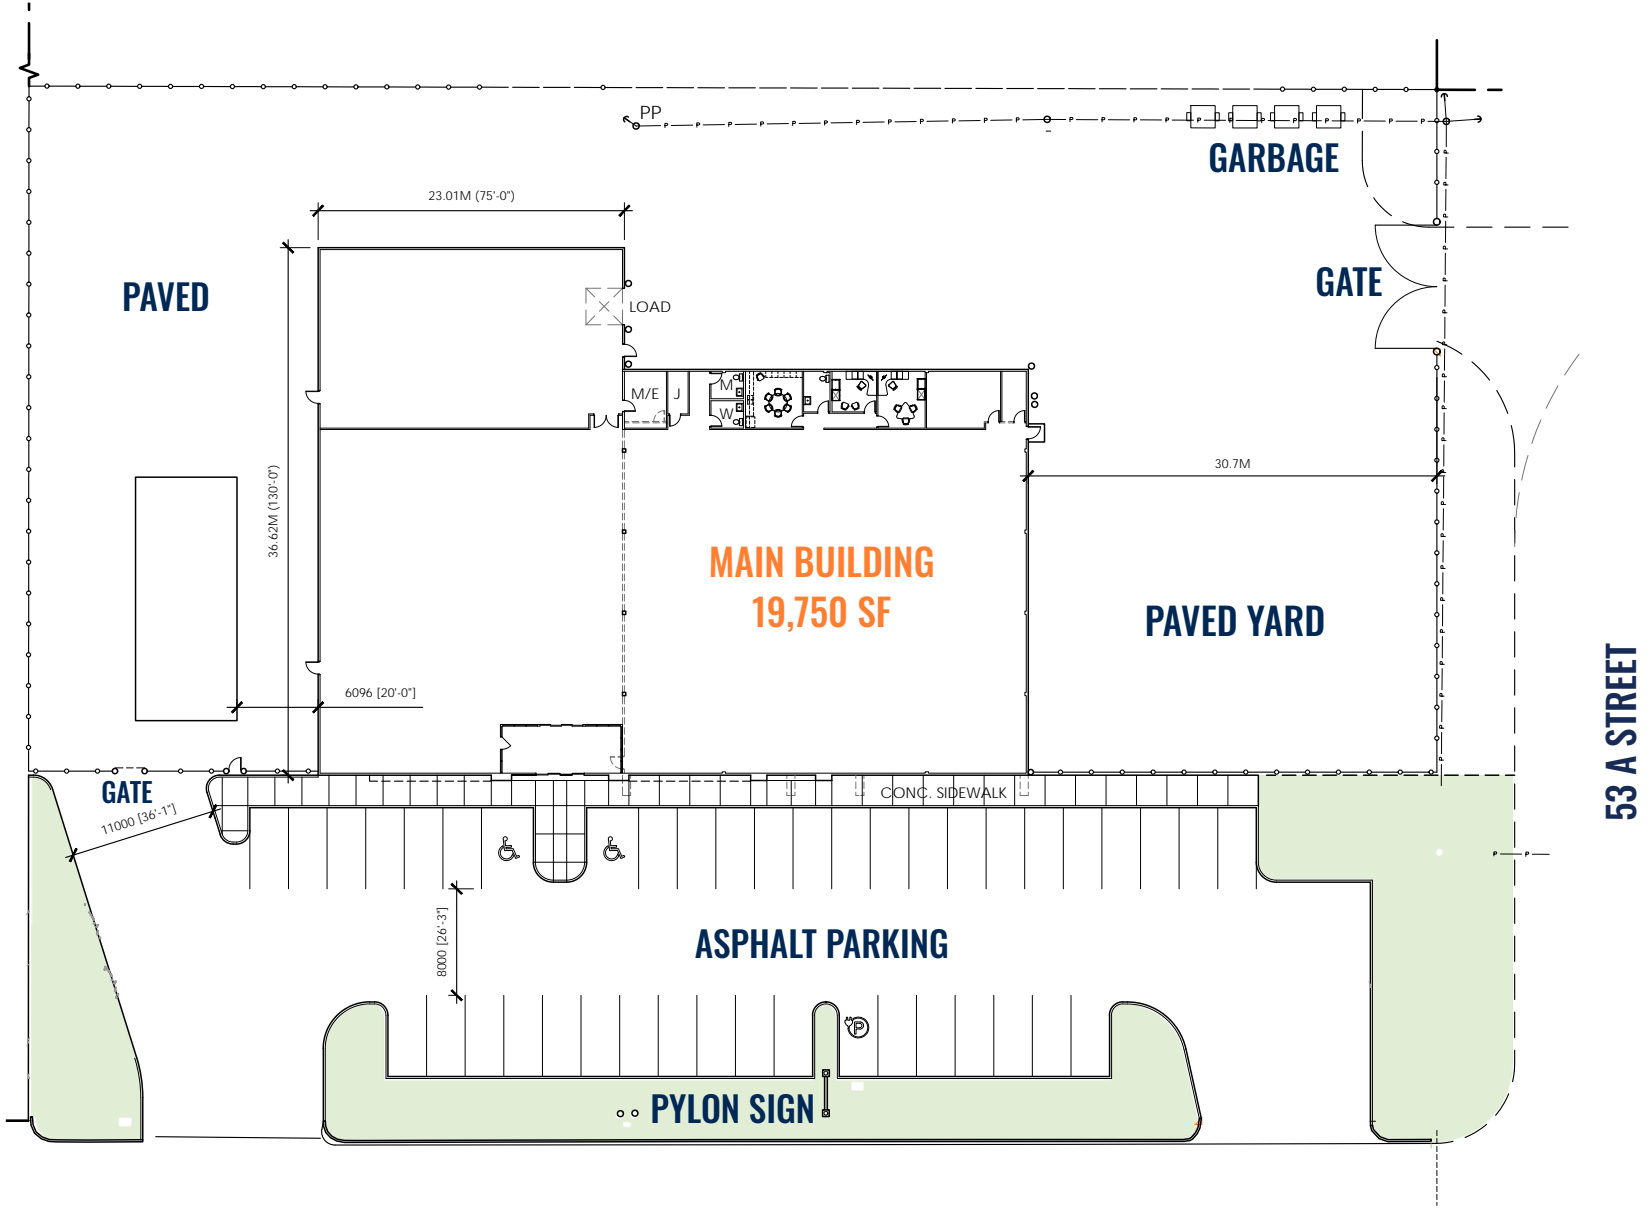 PP
GARBAGE
23.01M (75'-0")
PAVED
GATE
LOAD
M/E
J
M
W
30.7M
36.62M (130'-0")
MAIN BUILDING
19,750 SF
PAVED YARD
6096 [20'-0"]
53 A STREET
GATE
11000 [36'-1"]
CONC. SIDEWALK
8000 [26'-3"]
ASPHALT PARKING
P
PYLON SIGN